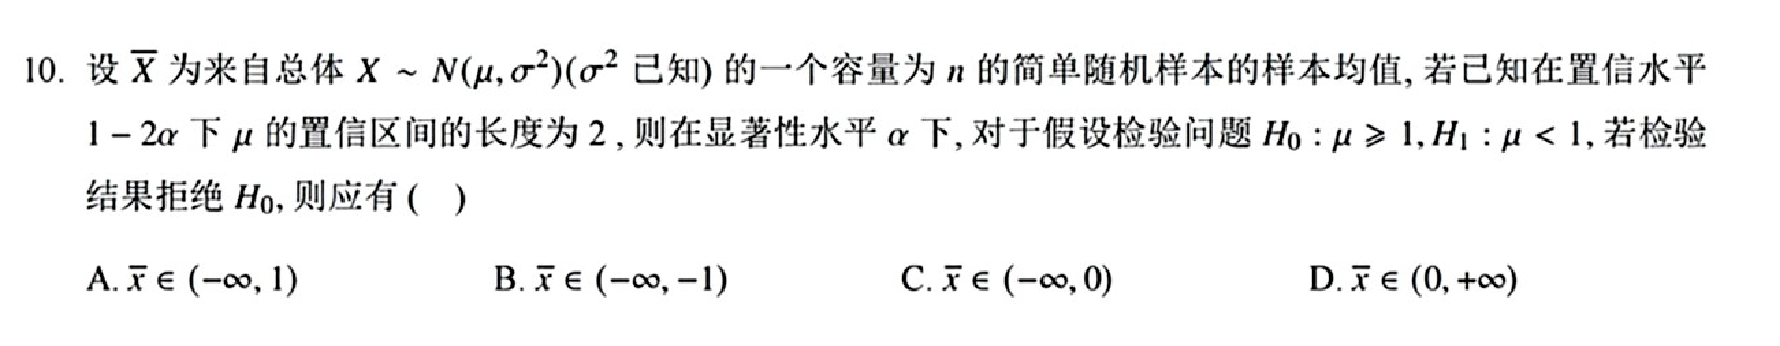 10. 设 $\overline{X}$ 为来自总体 $X \sim N(\mu, \sigma^2)(\sigma^2$ 已知) 的一个容量为 $n$ 的简单随机样本的样本均值, 若已知在置信水平
$1-2\alpha$ 下 $\mu$ 的置信区间的长度为 2 , 则在显著性水平 $\alpha$ 下, 对于假设检验问题 $H_0: \mu \geqslant 1, H_1: \mu < 1$, 若检验
结果拒绝 $H_0$, 则应有 ( )
A. $\overline{x} \in (-\infty, 1)$ B. $\overline{x} \in (-\infty, -1)$ C. $\overline{x} \in (-\infty, 0)$ D. $\overline{x} \in (0, +\infty)$